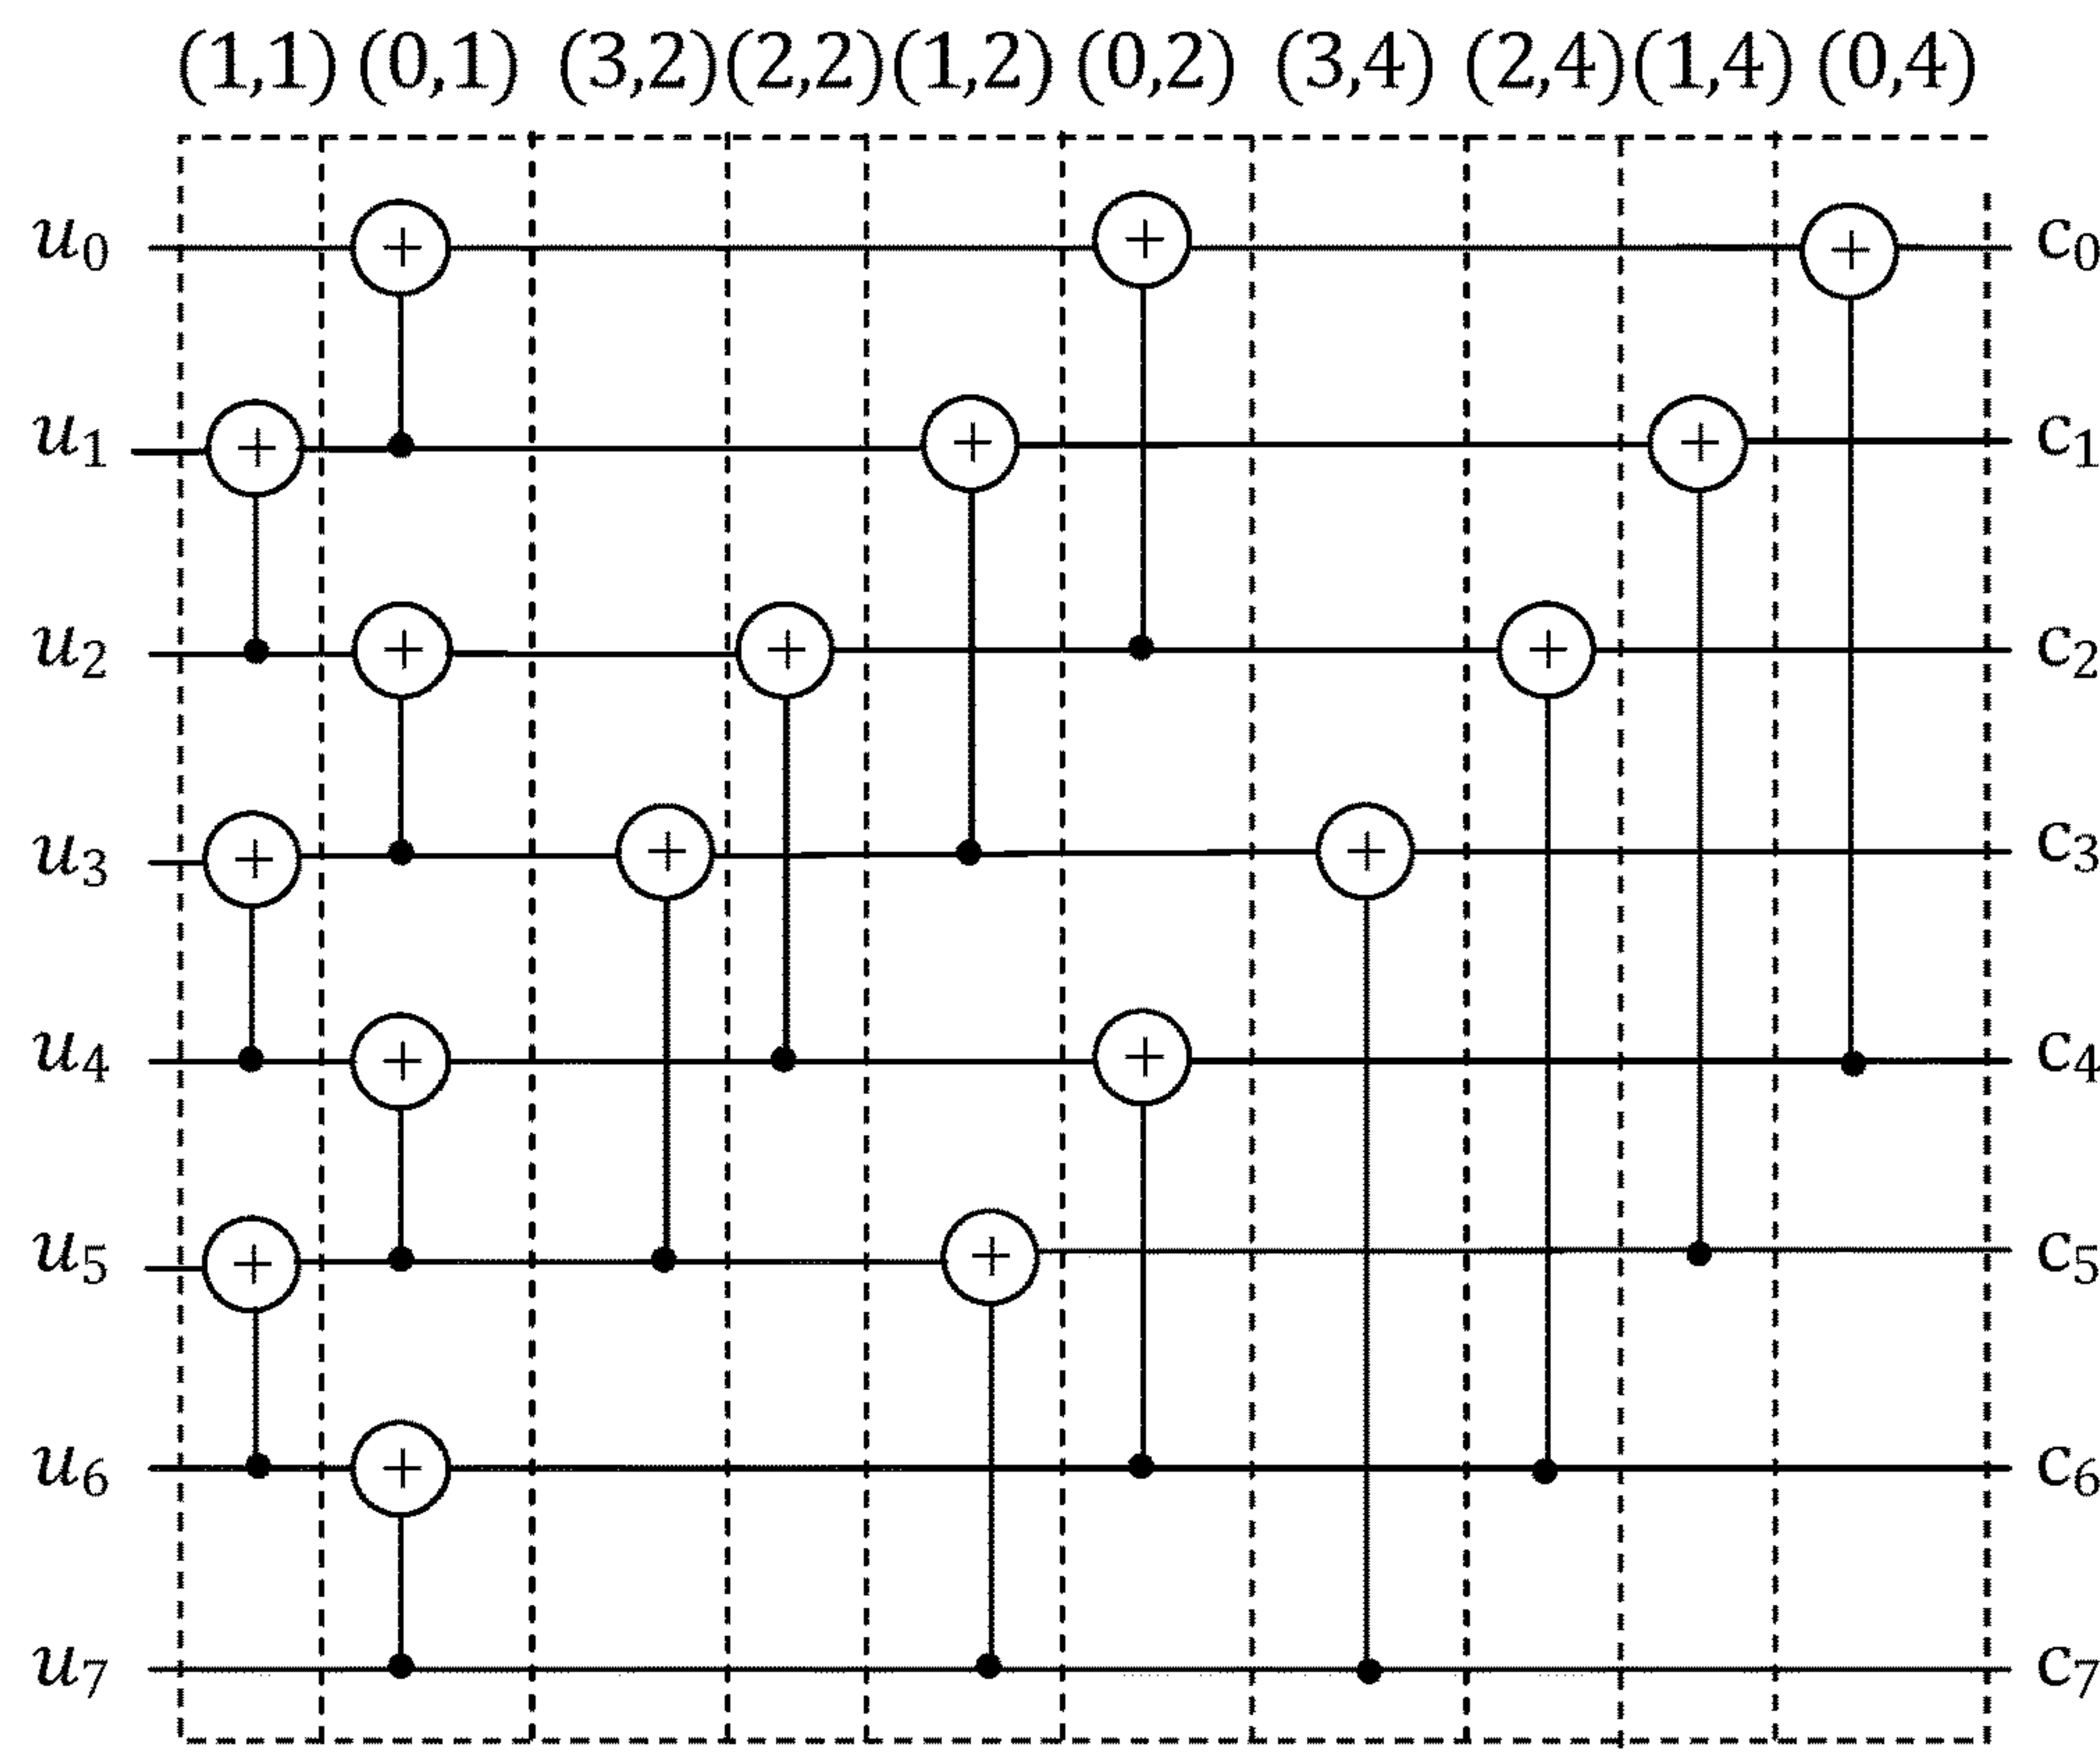 (1,1) (0,1) (3,2) (2,2) (1,2) (0,2) (3,4) (2,4) (1,4) (0,4)
u₀ + + + c₀
u₁ + + + c₁
u₂ + + + c₂
u₃ + + + c₃
u₄ + + c₄
u₅ + + c₅
u₆ + c₆
u₇ c₇